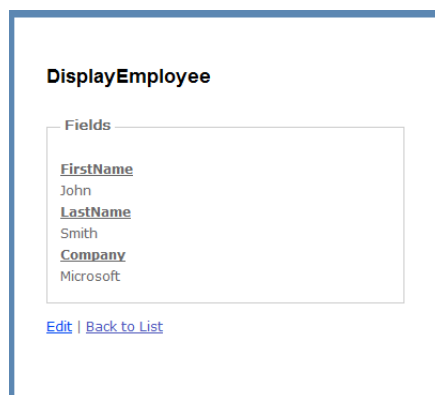 DisplayEmployee
Fields
FirstName
John
LastName
Smith
Company
Microsoft
Edit | Back to List